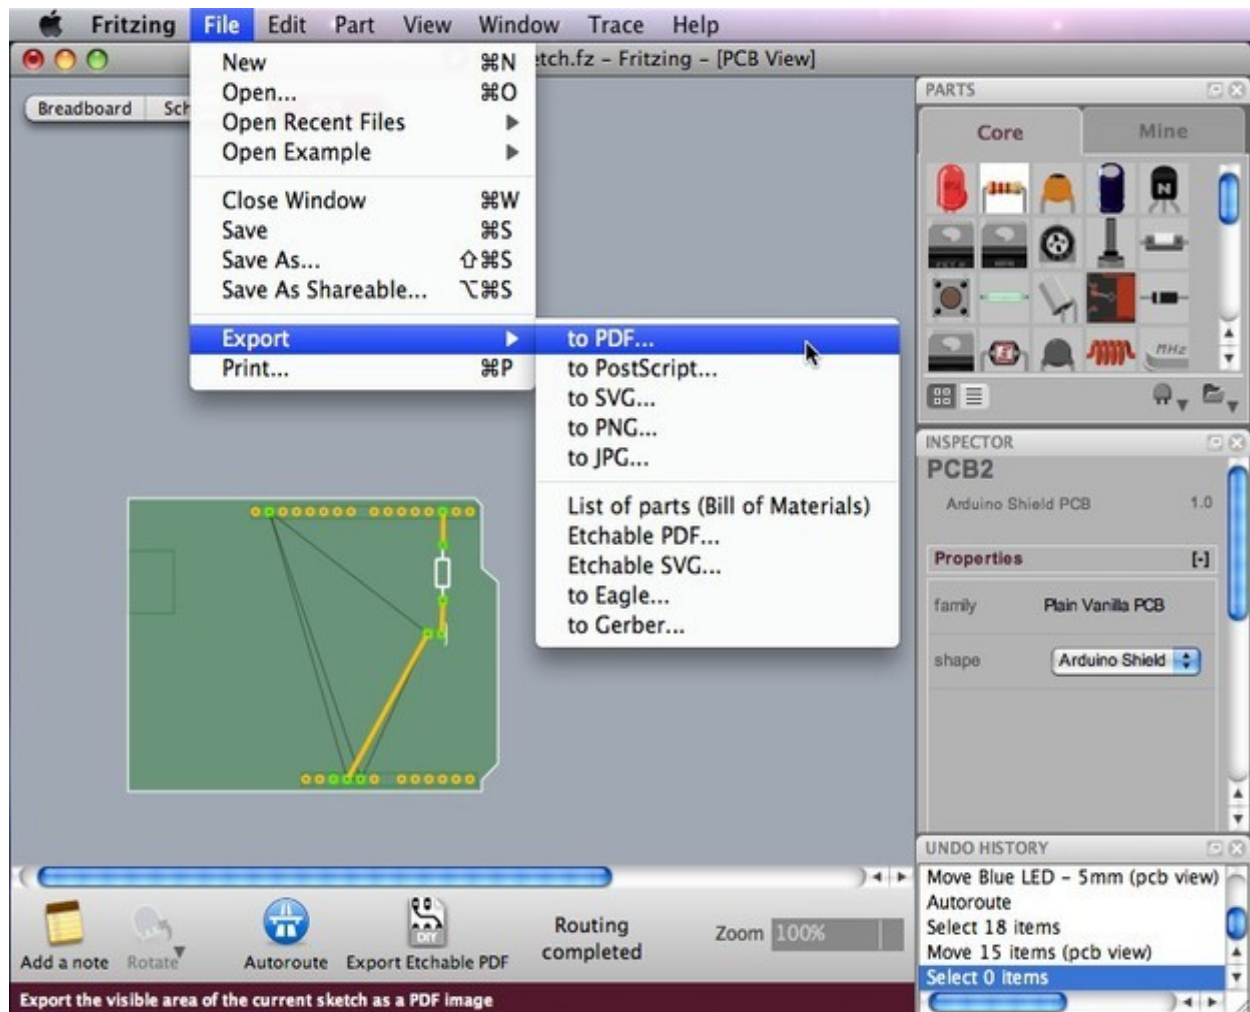 Fritzing File Edit Part View Window Trace Help
etch.fz – Fritzing – [PCB View]
Breadboard Sch
New ⌘N
Open... ⌘O
Open Recent Files ▶
Open Example ▶
Close Window ⌘W
Save ⌘S
Save As... ⇧⌘S
Save As Shareable... ⌥⌘S
Export ▶
Print... ⌘P
to PDF...
to PostScript...
to SVG...
to PNG...
to JPG...
List of parts (Bill of Materials)
Etchable PDF...
Etchable SVG...
to Eagle...
to Gerber...
PARTS
Core Mine
N
MHz
INSPECTOR
PCB2
Arduino Shield PCB 1.0
Properties [-]
family Plain Vanilla PCB
shape Arduino Shield
UNDO HISTORY
Move Blue LED – 5mm (pcb view)
Autoroute
Select 18 items
Move 15 items (pcb view)
Select 0 items
Add a note Rotate Autoroute DIY Export Etchable PDF
Routing
completed
Zoom 100%
Export the visible area of the current sketch as a PDF image